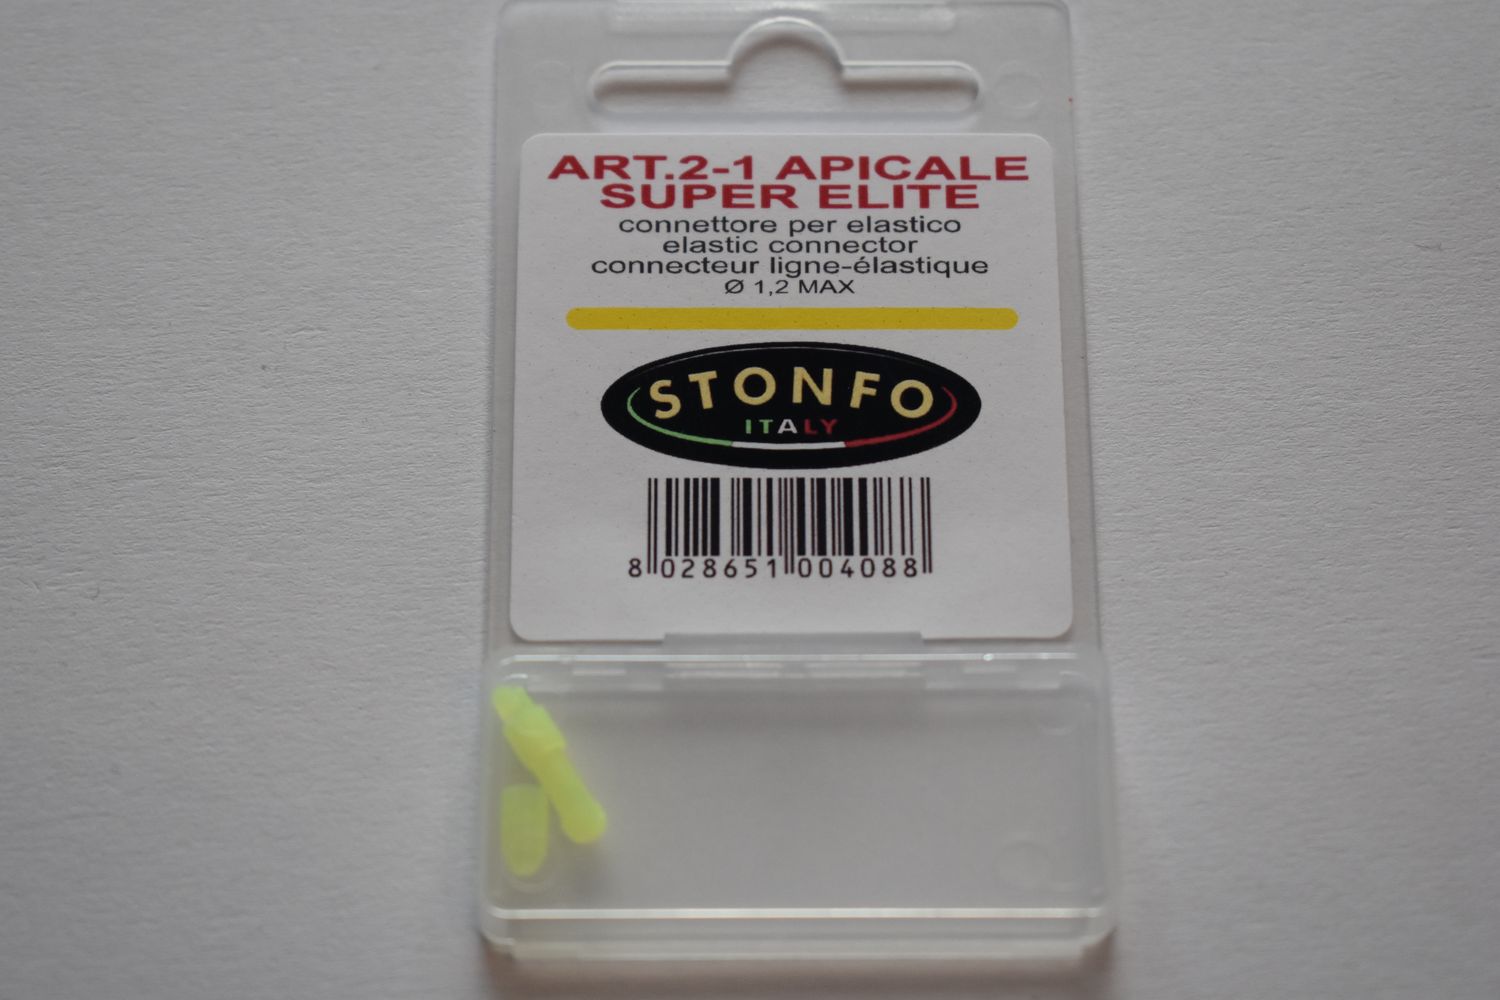 ART.2-1 APICALE
SUPER ELITE
connettore per elastico
elastic connector
connecteur ligne-élastique
Ø 1,2 MAX
STONFO
ITALY
8 028651 004088